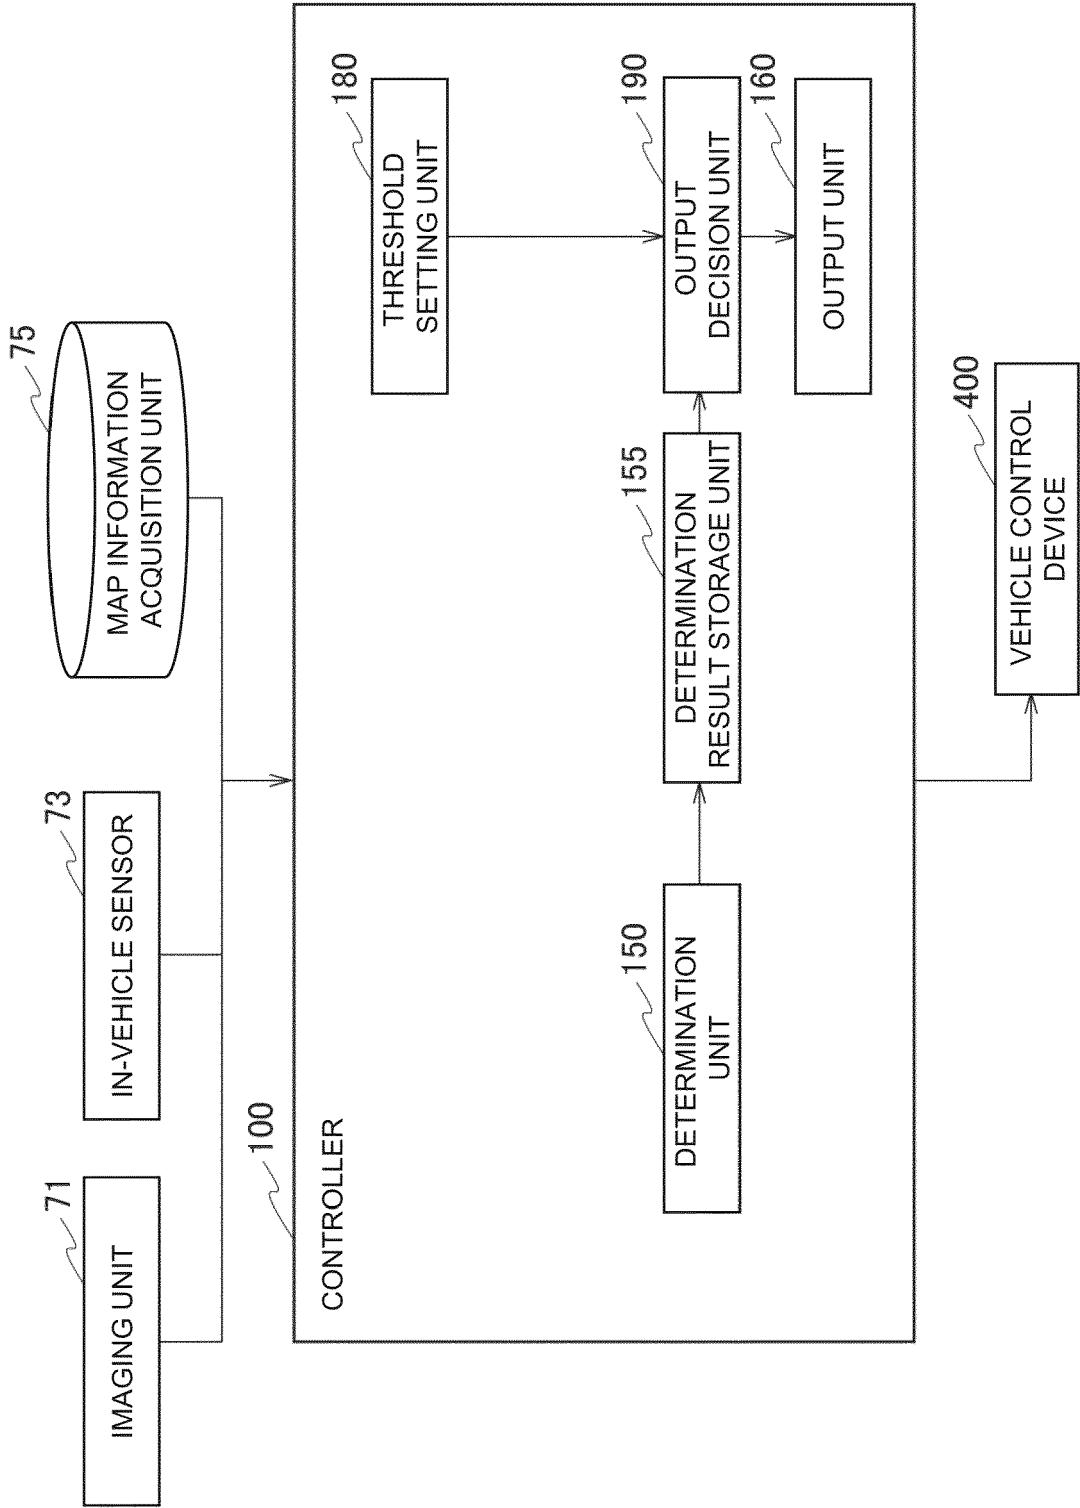 71
IMAGING UNIT
73
IN-VEHICLE SENSOR
75
MAP INFORMATION
ACQUISITION UNIT
100
CONTROLLER
180
THRESHOLD
SETTING UNIT
150
DETERMINATION
UNIT
155
DETERMINATION
RESULT STORAGE UNIT
190
OUTPUT
DECISION UNIT
160
OUTPUT UNIT
400
VEHICLE CONTROL
DEVICE